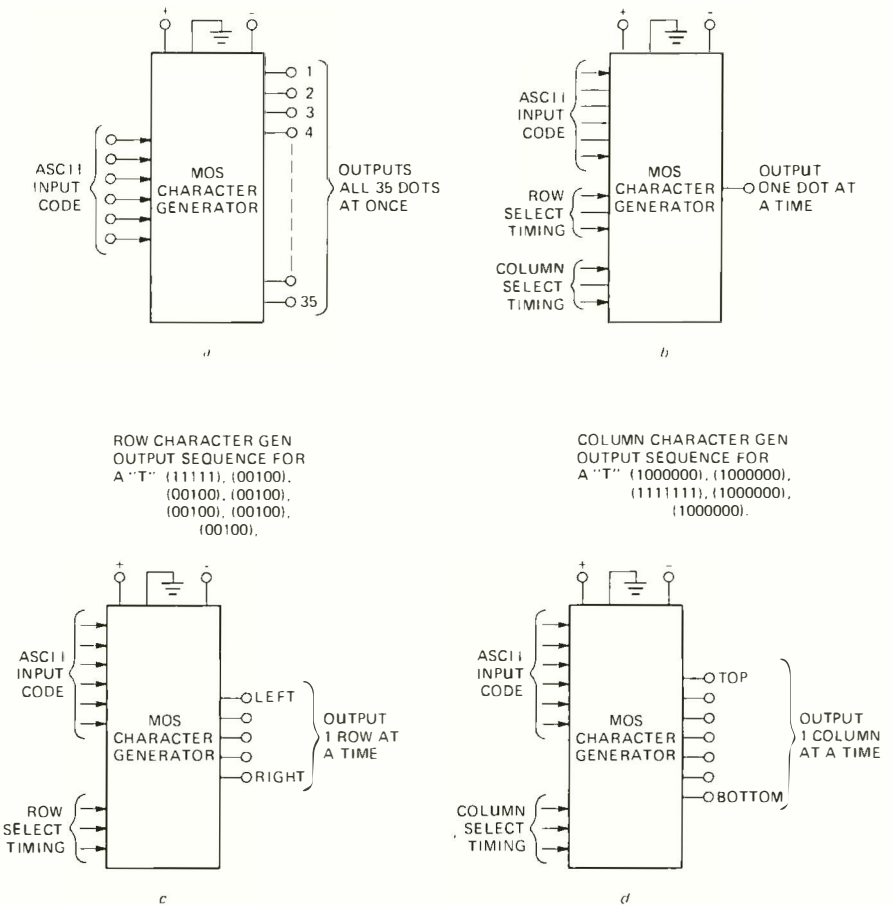 +
-
ASCII
INPUT
CODE
MOS
CHARACTER
GENERATOR
1
2
3
4
35
OUTPUTS
ALL 35 DOTS
AT ONCE
a
+
-
ASCII
INPUT
CODE
ROW
SELECT
TIMING
COLUMN
SELECT
TIMING
MOS
CHARACTER
GENERATOR
OUTPUT
ONE DOT AT
A TIME
b
ROW CHARACTER GEN
OUTPUT SEQUENCE FOR
A "T" (11111), (00100),
(00100), (00100),
(00100), (00100),
(00100),
+
-
ASCII
INPUT
CODE
ROW
SELECT
TIMING
MOS
CHARACTER
GENERATOR
LEFT
RIGHT
OUTPUT
1 ROW AT
A TIME
c
COLUMN CHARACTER GEN
OUTPUT SEQUENCE FOR
A "T" (1000000), (1000000),
(1111111), (1000000),
(1000000).
+
-
ASCII
INPUT
CODE
COLUMN
SELECT
TIMING
MOS
CHARACTER
GENERATOR
TOP
BOTTOM
OUTPUT
1 COLUMN
AT A TIME
d